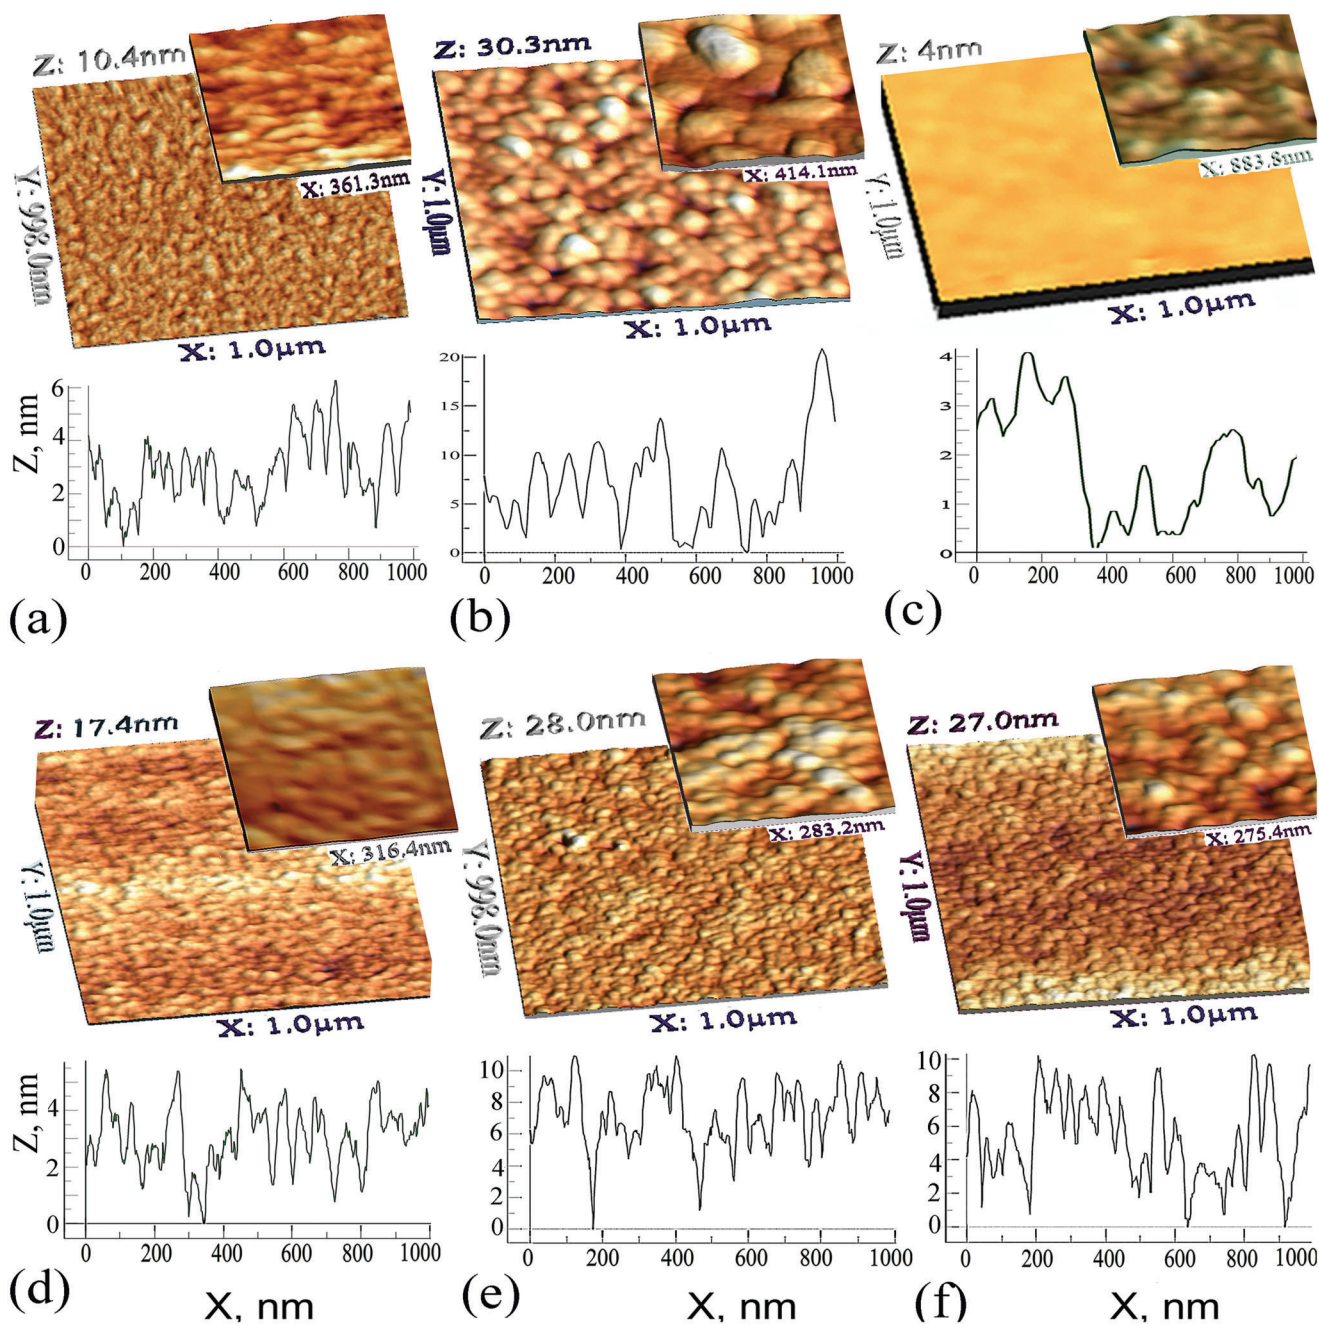 Z: 10.4nm
Y: 998.0nm
X: 361.3nm
X: 1.0µm
Z, nm
6
4
2
0
0 200 400 600 800 1000
(a)
Z: 30.3nm
Y: 1.0µm
X: 414.1nm
X: 1.0µm
20
15
10
5
0
0 200 400 600 800 1000
(b)
Z: 4nm
Y: 1.0µm
X: 883.8nm
X: 1.0µm
4
3
2
1
0
0 200 400 600 800 1000
(c)
Z: 17.4nm
Y: 1.0µm
X: 316.4nm
X: 1.0µm
Z, nm
4
2
0
0 200 400 600 800 1000
(d)
X, nm
Z: 28.0nm
Y: 998.0nm
X: 283.2nm
X: 1.0µm
10
8
6
4
2
0
0 200 400 600 800 1000
(e)
X, nm
Z: 27.0nm
Y: 1.0µm
X: 275.4nm
X: 1.0µm
10
8
6
4
2
0
0 200 400 600 800 1000
(f)
X, nm